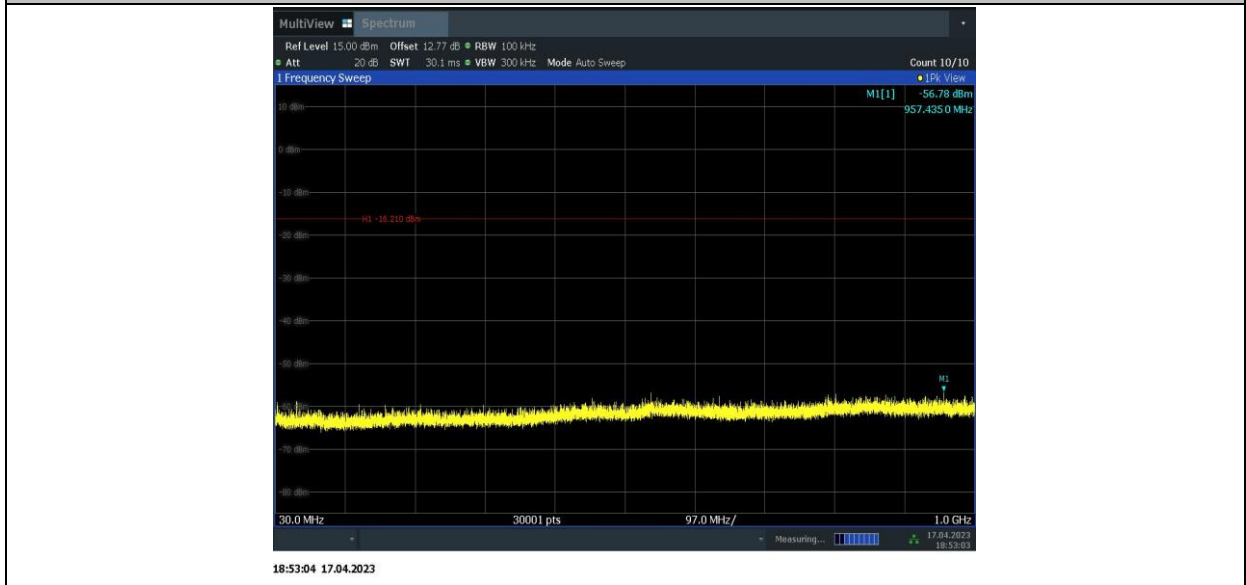 MultiView Spectrum
Ref Level 15.00 dBm Offset 12.77 dB RBW 100 kHz
Att 20 dB SWT 30.1 ms VBW 300 kHz Mode Auto Sweep Count 10/10
1 Frequency Sweep 1Pk View
M1[1] -56.78 dBm
957.4350 MHz
10 dBm
0 dBm
-10 dBm
H1 -16.210 dBm
-20 dBm
-30 dBm
-40 dBm
-50 dBm
M1
-70 dBm
-80 dBm
30.0 MHz 30001 pts 97.0 MHz/ 1.0 GHz
Measuring... 17.04.2023
18:53:03
18:53:04 17.04.2023